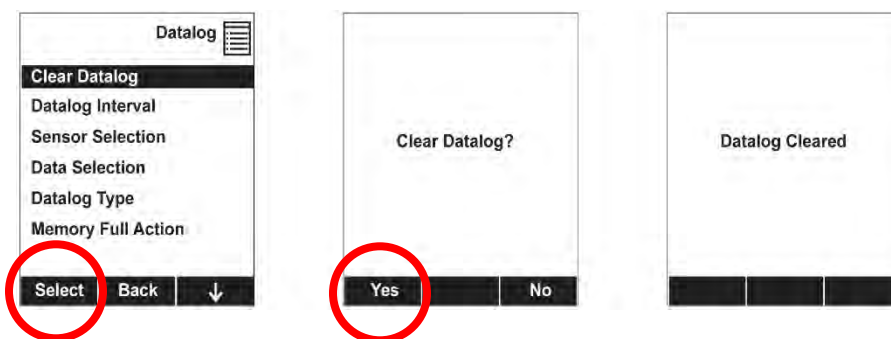 Datalog
Clear Datalog
Datalog Interval
Sensor Selection
Data Selection
Datalog Type
Memory Full Action
Select Back ↓
Clear Datalog?
Yes No
Datalog Cleared